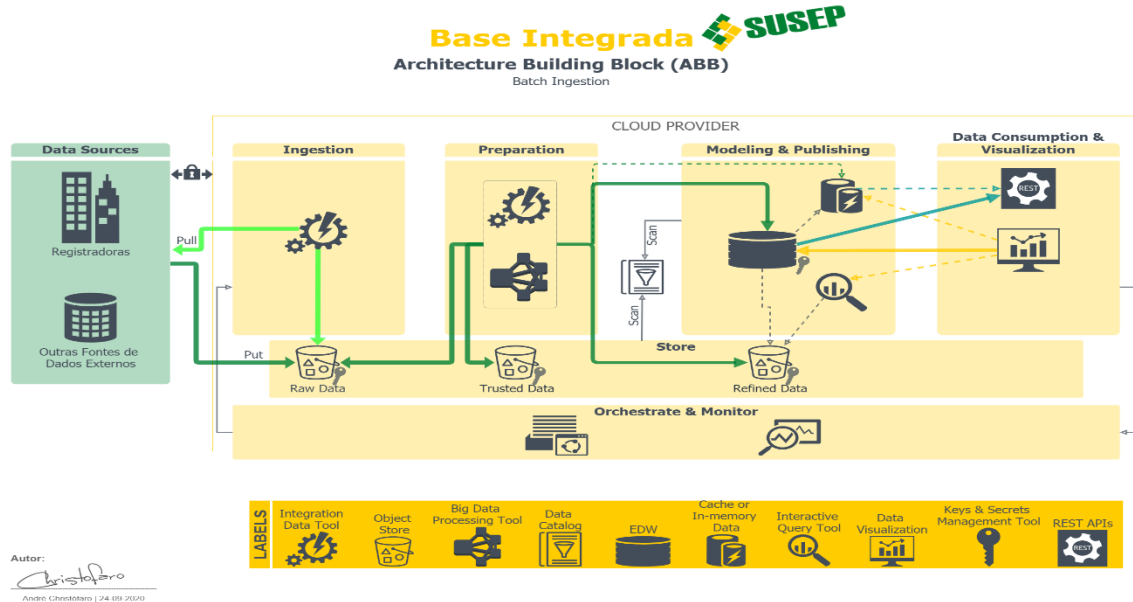 Base Integrada
SUSEP
Architecture Building Block (ABB)
Batch Ingestion
CLOUD PROVIDER
Data Sources
Ingestion
Preparation
Modeling & Publishing
Data Consumption &
Visualization
Registradoras
Pull
Outras Fontes de
Dados Externos
Put
Scan
Scan
REST
Store
Raw Data
Trusted Data
Refined Data
Orchestrate & Monitor
LABELS
Integration
Data Tool
Object
Store
Big Data
Processing Tool
Data
Catalog
EDW
Cache or
In-memory
Data
Interactive
Query Tool
Data
Visualization
Keys & Secrets
Management Tool
REST APIs
REST
Autor:
Christófaro
André Christófaro | 24-09-2020